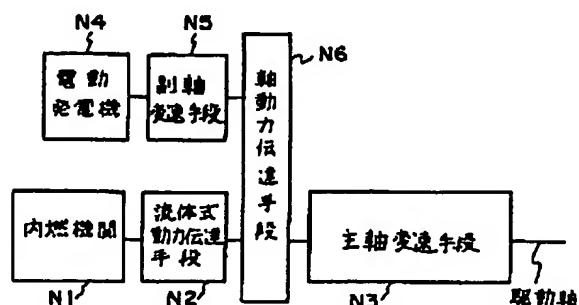 N4
N5
N6
電動
発電機
副軸
変速手段
軸動力伝達手段
内燃機関
流体式
動力伝達
手段
主軸変速手段
N1
N2
N3
駆動軸